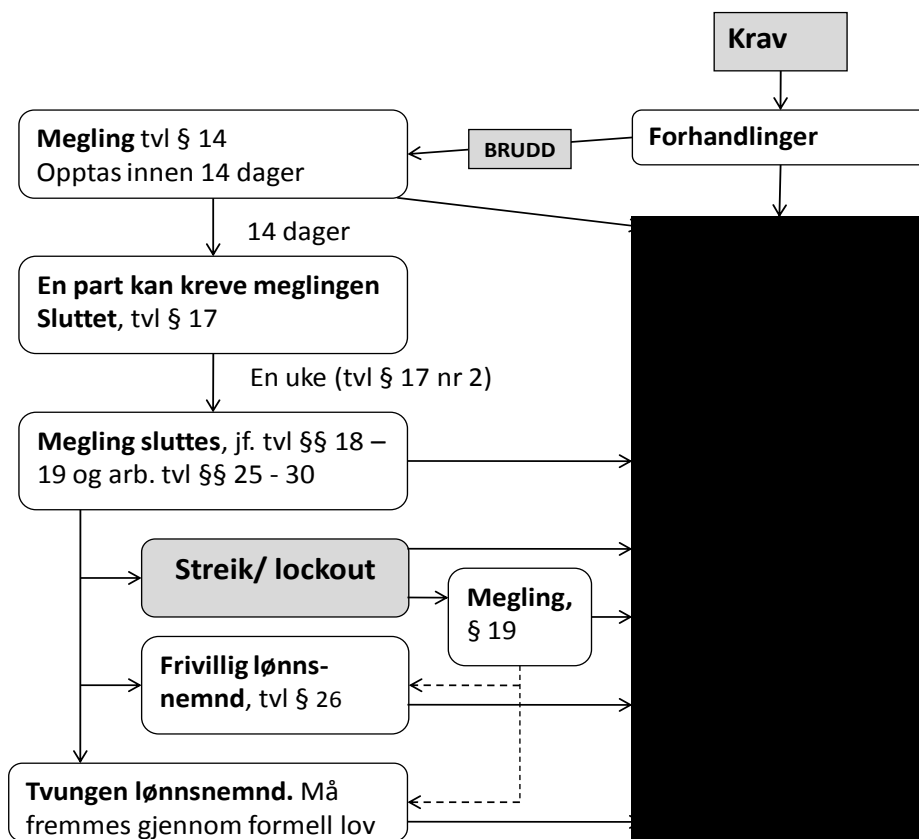 Krav
Forhandlinger
BRUDD
Megling tvl § 14
Opptas innen 14 dager
14 dager
En part kan kreve meglingen
Sluttet, tvl § 17
En uke (tvl § 17 nr 2)
Megling sluttes, jf. tvl §§ 18 –
19 og arb. tvl §§ 25 - 30
Streik/ lockout
Megling,
§ 19
Frivillig lønns-
nemnd, tvl § 26
Tvungen lønnsnemnd. Må
fremmes gjennom formell lov